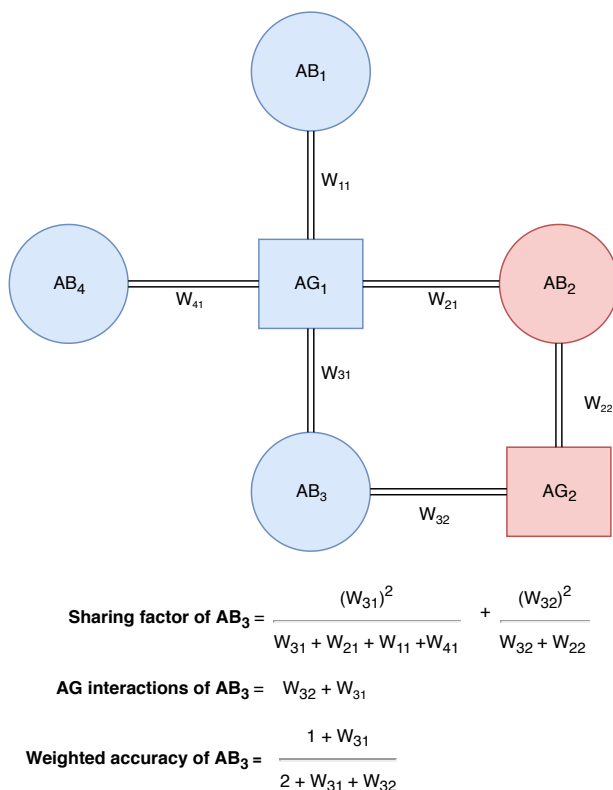 AB₁
W₁₁
AB₄
W₄₁
AG₁
W₂₁
AB₂
W₃₁
W₂₂
AB₃
W₃₂
AG₂
Sharing factor of AB₃ = (W₃₁)² / (W₃₁ + W₂₁ + W₁₁ +W₄₁) + (W₃₂)² / (W₃₂ + W₂₂)
AG interactions of AB₃ = W₃₂ + W₃₁
Weighted accuracy of AB₃ = (1 + W₃₁) / (2 + W₃₁ + W₃₂)